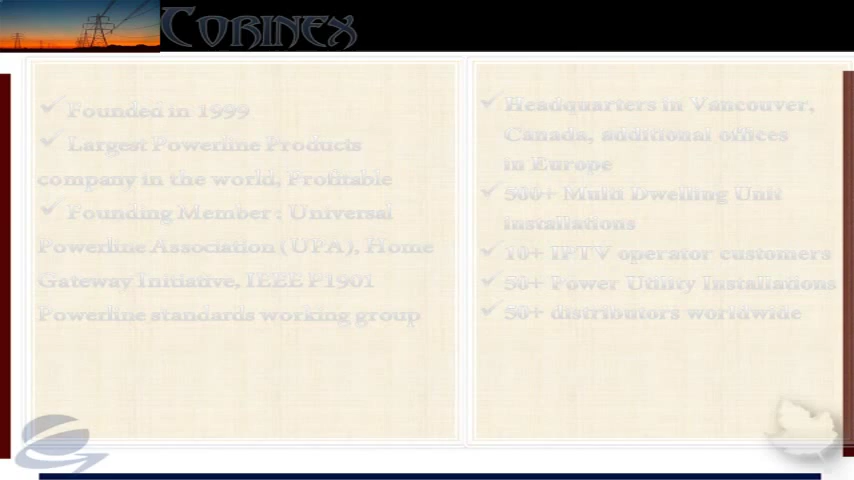 Corinex
✓ Founded in 1999
✓ Largest Powerline Products
company in the world, Profitable
✓ Founding Member : Universal
Powerline Association (UPA), Home
Gateway Initiative, IEEE P1901
Powerline standards working group
✓ Headquarters in Vancouver,
Canada, additional offices
in Europe
✓ 500+ Multi Dwelling Unit
Installations
✓ 10+ IPTV operator customers
✓ 50+ Power Utility Installations
✓ 50+ distributors worldwide